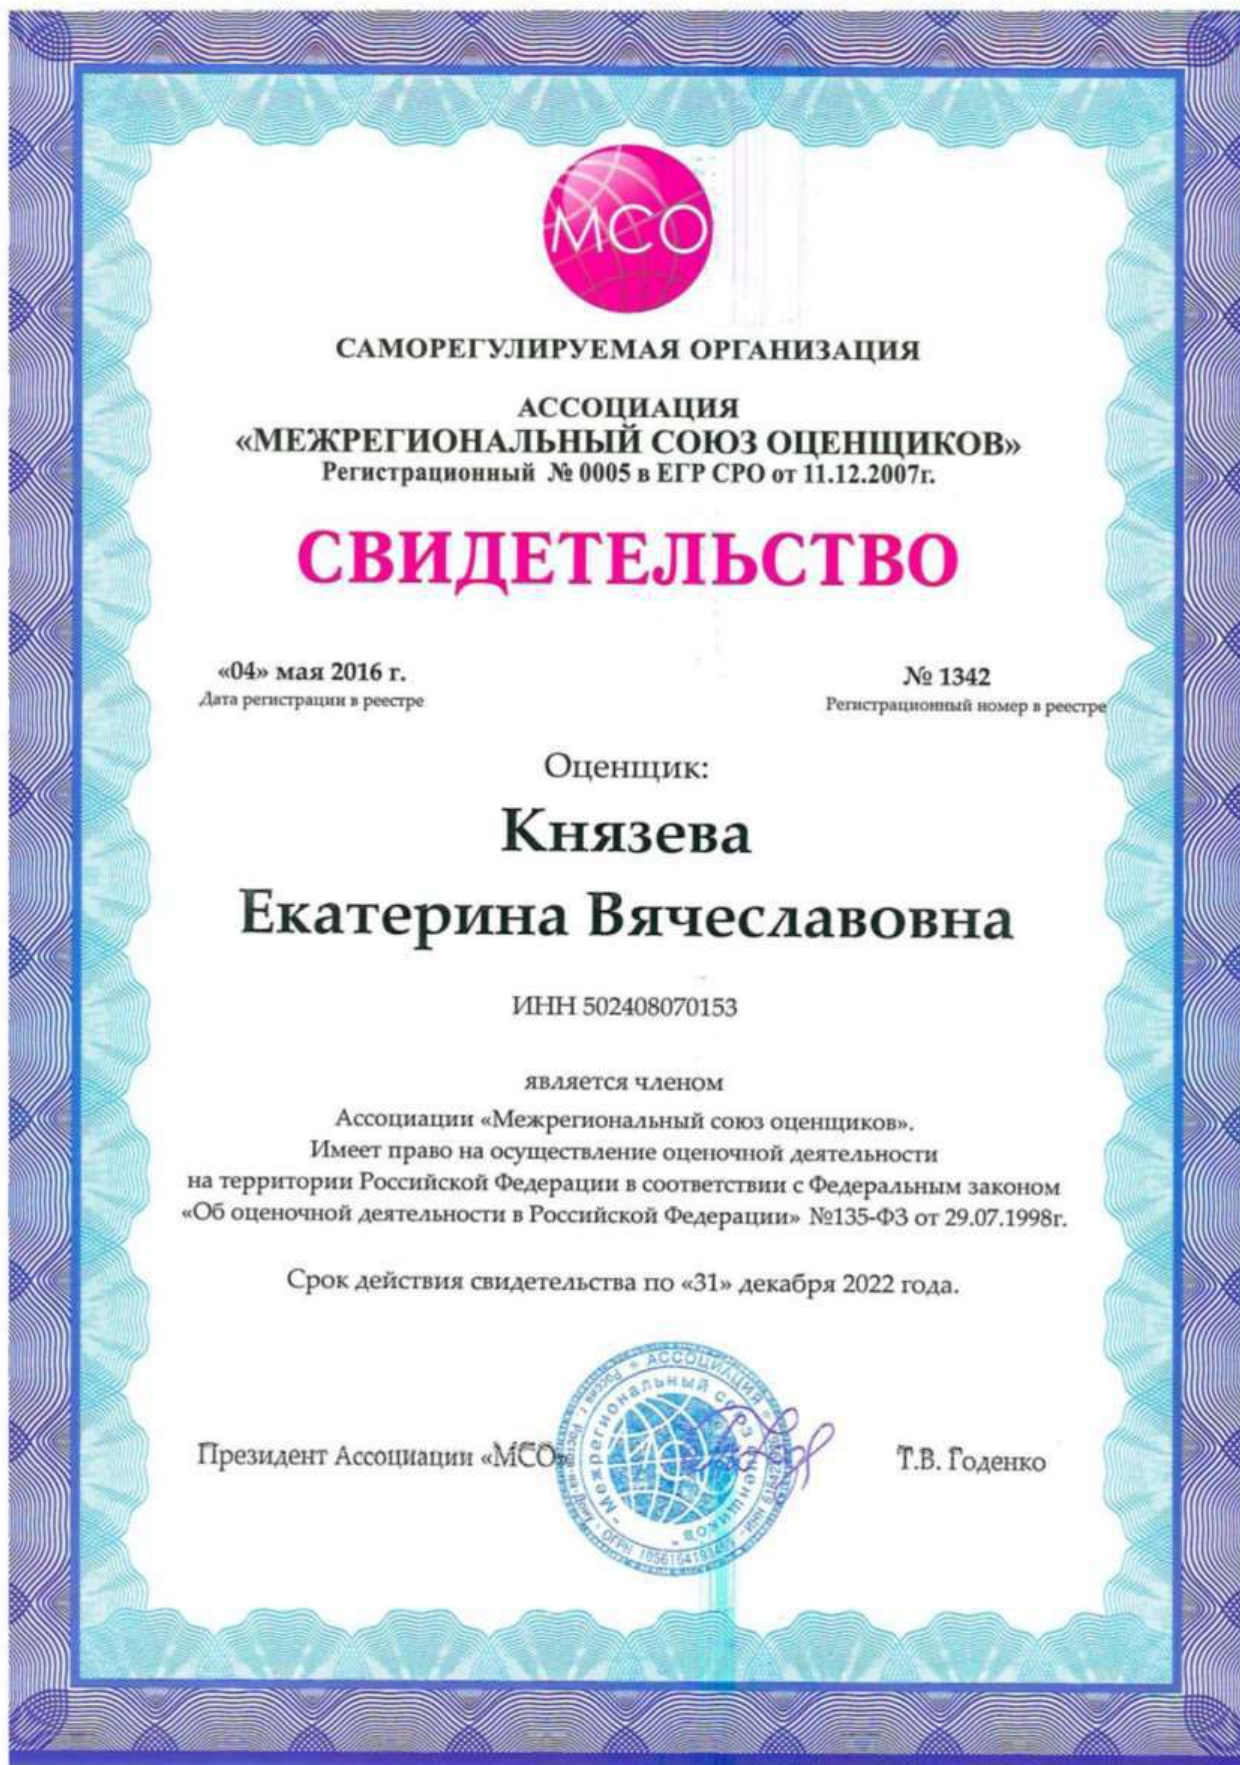 МСО
САМОРЕГУЛИРУЕМАЯ ОРГАНИЗАЦИЯ
АССОЦИАЦИЯ
«МЕЖРЕГИОНАЛЬНЫЙ СОЮЗ ОЦЕНЩИКОВ»
Регистрационный № 0005 в ЕГР СРО от 11.12.2007г.
СВИДЕТЕЛЬСТВО
«04» мая 2016 г.
Дата регистрации в реестре
№ 1342
Регистрационный номер в реестре
Оценщик:
Князева
Екатерина Вячеславовна
ИНН 502408070153
является членом
Ассоциации «Межрегиональный союз оценщиков».
Имеет право на осуществление оценочной деятельности
на территории Российской Федерации в соответствии с Федеральным законом
«Об оценочной деятельности в Российской Федерации» №135-ФЗ от 29.07.1998г.
Срок действия свидетельства по «31» декабря 2022 года.
Президент Ассоциации «МСО»
Т.В. Годенко
АССОЦИАЦИЯ
Межрегиональный союз оценщиков